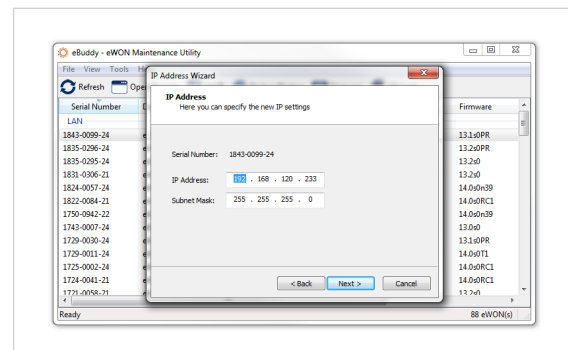 eBuddy - eWON Maintenance Utility
File View Tools
Refresh
IP Address Wizard
IP Address
Here you can specify the new IP settings
Serial Number: 1843-0099-24
IP Address: 192 . 168 . 120 . 233
Subnet Mask: 255 . 255 . 255 . 0
< Back Next > Cancel
Serial Number Firmware
LAN
1843-0099-24 13.1s0PR
1835-0296-24 13.2s0PR
1835-0295-24 13.2s0
1831-0306-21 13.2s0
1824-0057-24 14.0s0n39
1822-0084-21 14.0s0RC1
1750-0942-22 14.0s0n39
1743-0007-24 13.0s0
1729-0030-24 13.1s0PR
1729-0011-24 14.0s0T1
1725-0002-24 14.0s0RC1
1724-0041-21 14.0s0RC1
1721-0058-21 13.2s0
Ready 88 eWON(s)